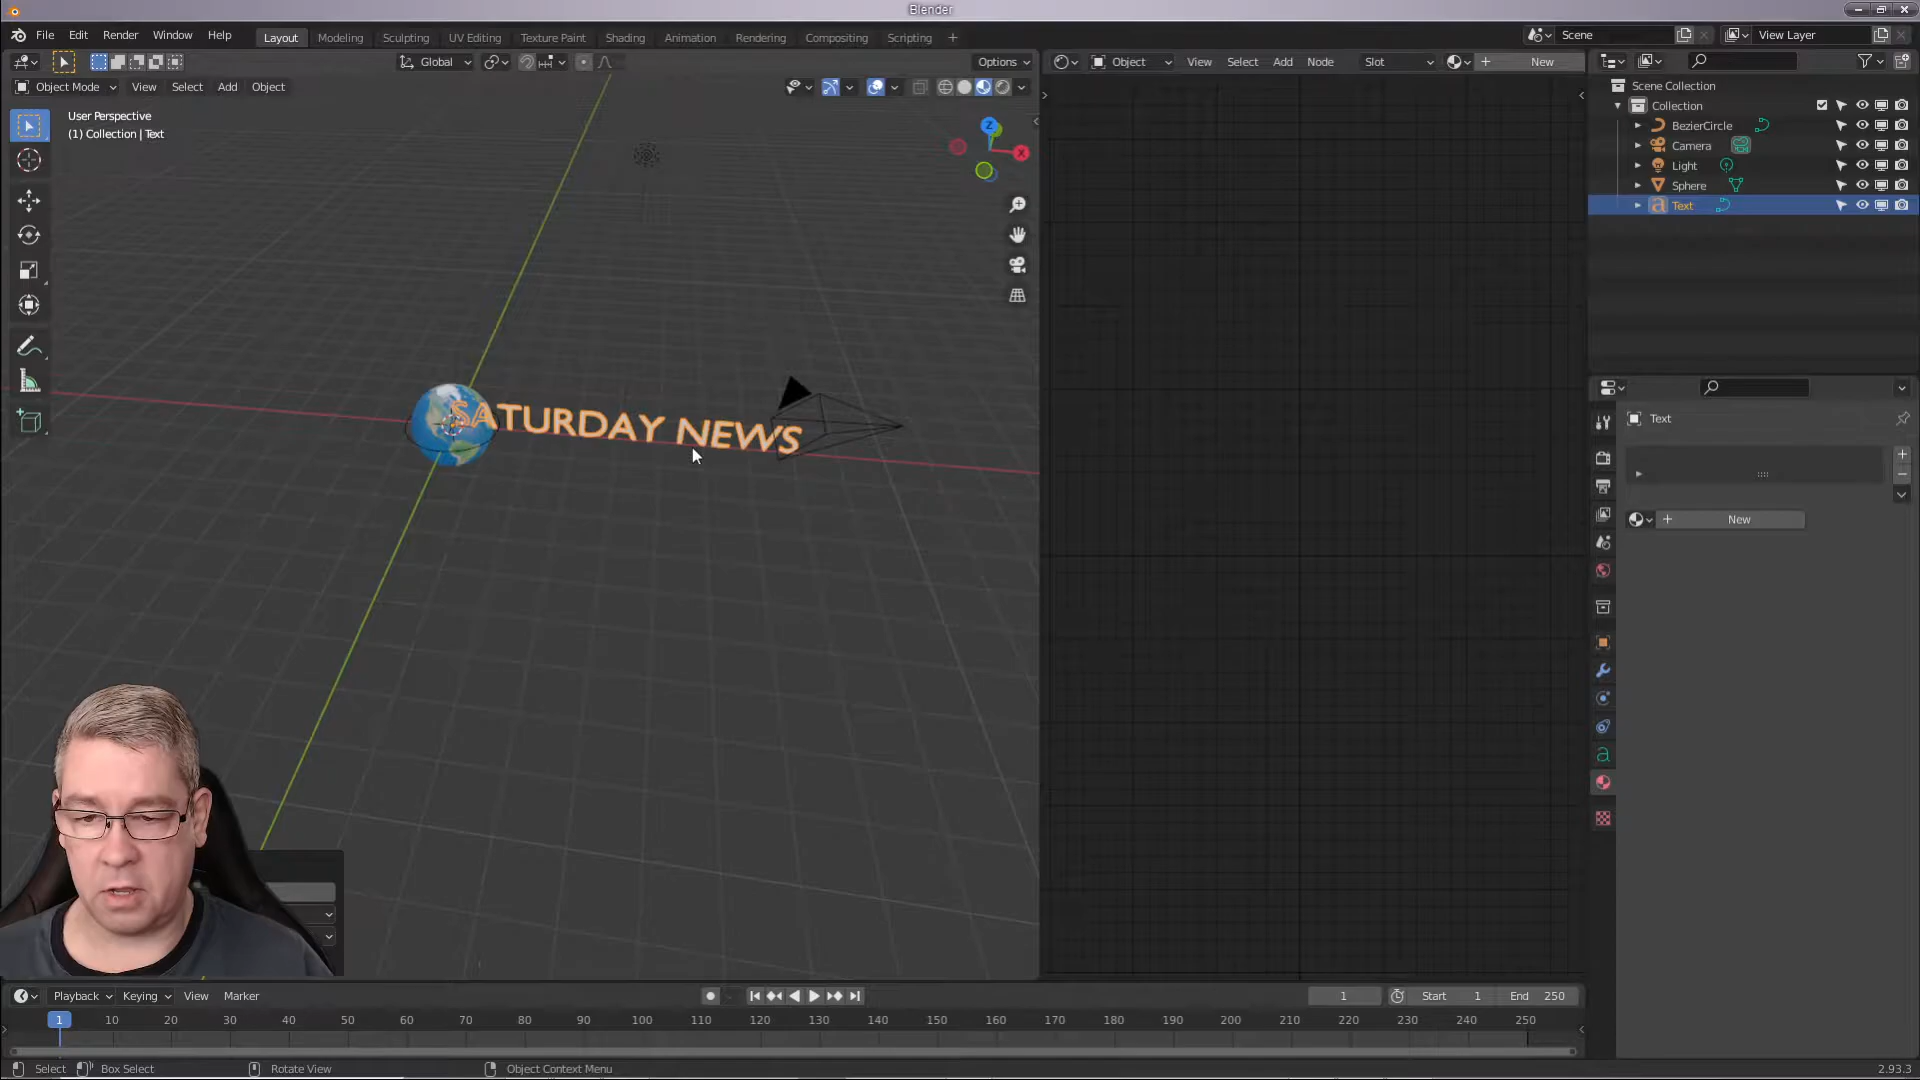 Blender
File Edit Render Window Help Layout Modeling Sculpting UV Editing Texture Paint Shading Animation Rendering Compositing Scripting + Scene View Layer
Global Options
Object Mode View Select Add Object
Object View Select Add Node Slot + New
User Perspective
(1) Collection | Text
Z
X
SATURDAY NEWS
Scene Collection
Collection
BezierCircle
Camera
Light
Sphere
a Text
Text
+ New
Playback Keying View Marker 1 Start 1 End 250
1 10 20 30 40 50 60 70 80 90 100 110 120 130 140 150 160 170 180 190 200 210 220 230 240 250
Select Box Select Rotate View Object Context Menu 2.93.3